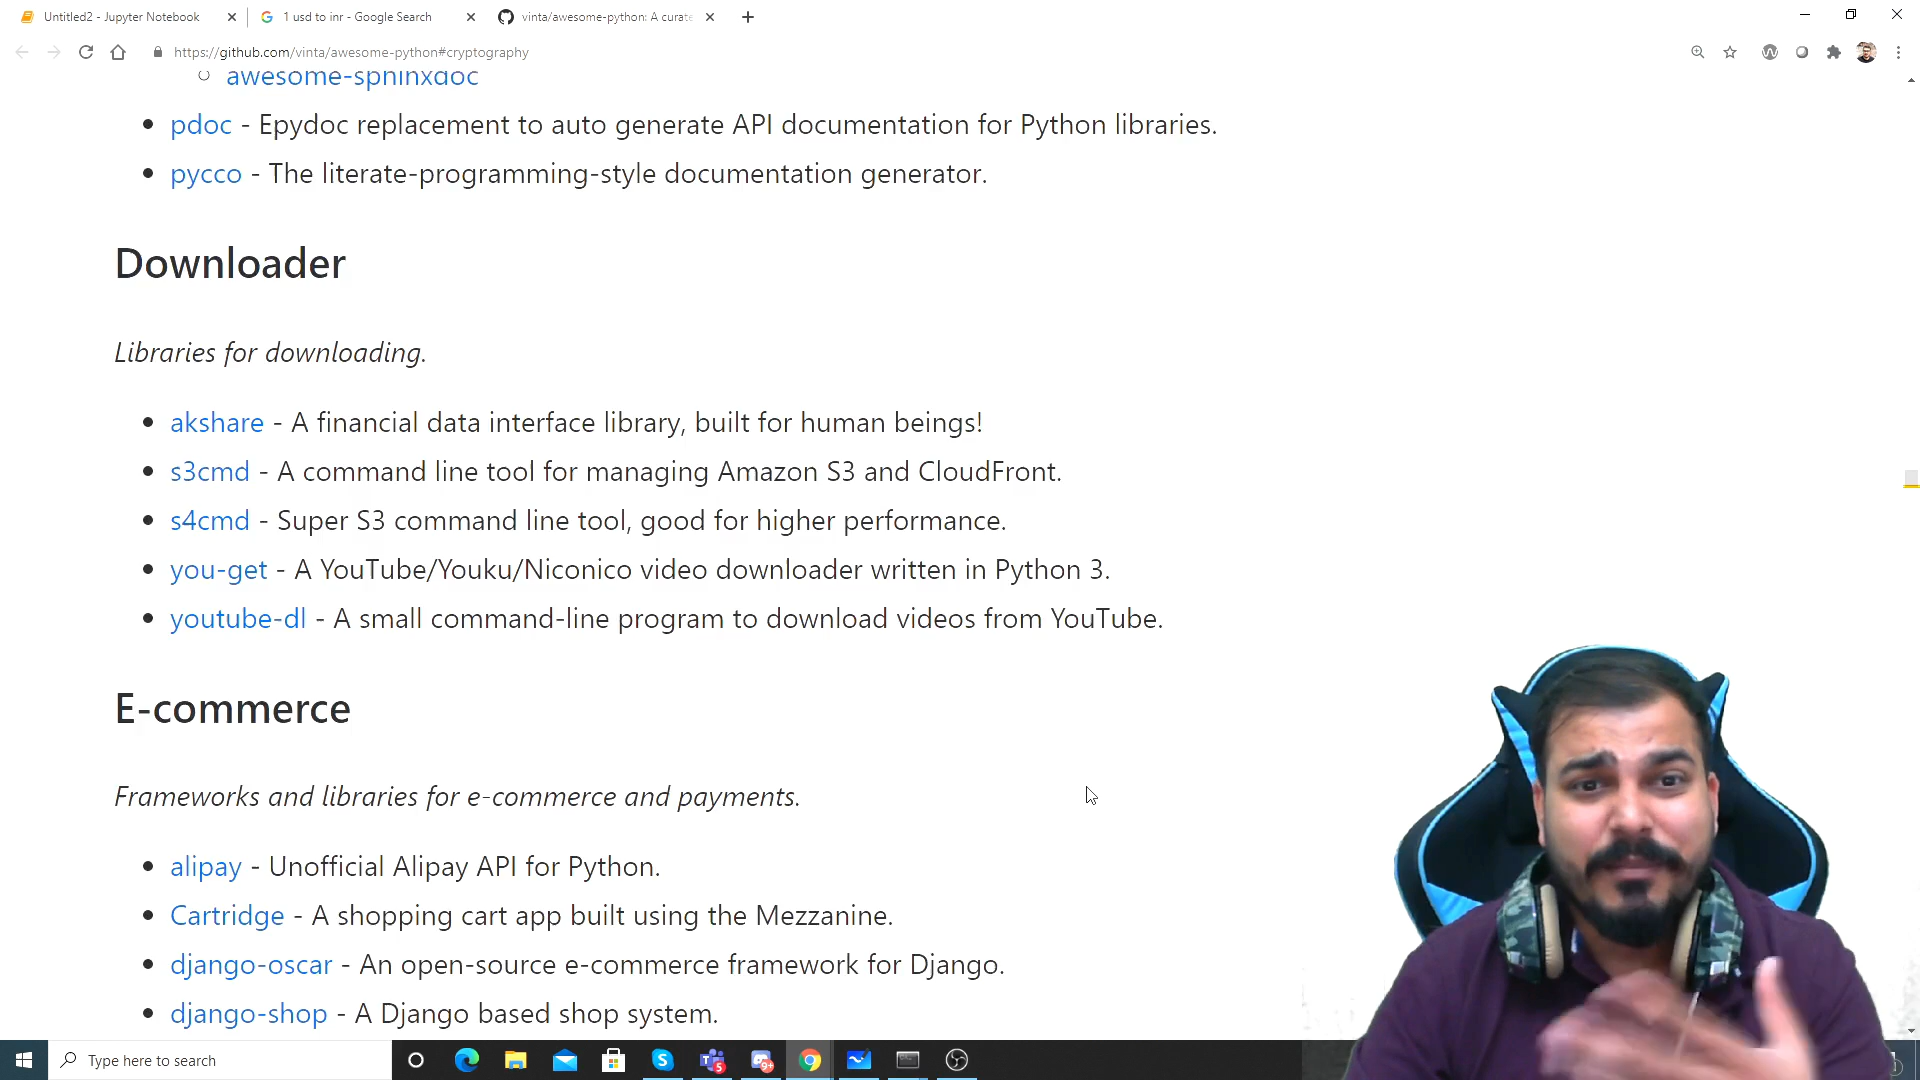 Untitled2 - Jupyter Notebook
1 usd to inr - Google Search
vinta/awesome-python: A curate
https://github.com/vinta/awesome-python#cryptography
awesome-sphinxdoc
pdoc - Epydoc replacement to auto generate API documentation for Python libraries.
pycco - The literate-programming-style documentation generator.
Downloader
Libraries for downloading.
akshare - A financial data interface library, built for human beings!
s3cmd - A command line tool for managing Amazon S3 and CloudFront.
s4cmd - Super S3 command line tool, good for higher performance.
you-get - A YouTube/Youku/Niconico video downloader written in Python 3.
youtube-dl - A small command-line program to download videos from YouTube.
E-commerce
Frameworks and libraries for e-commerce and payments.
alipay - Unofficial Alipay API for Python.
Cartridge - A shopping cart app built using the Mezzanine.
django-oscar - An open-source e-commerce framework for Django.
django-shop - A Django based shop system.
Type here to search
5
9+